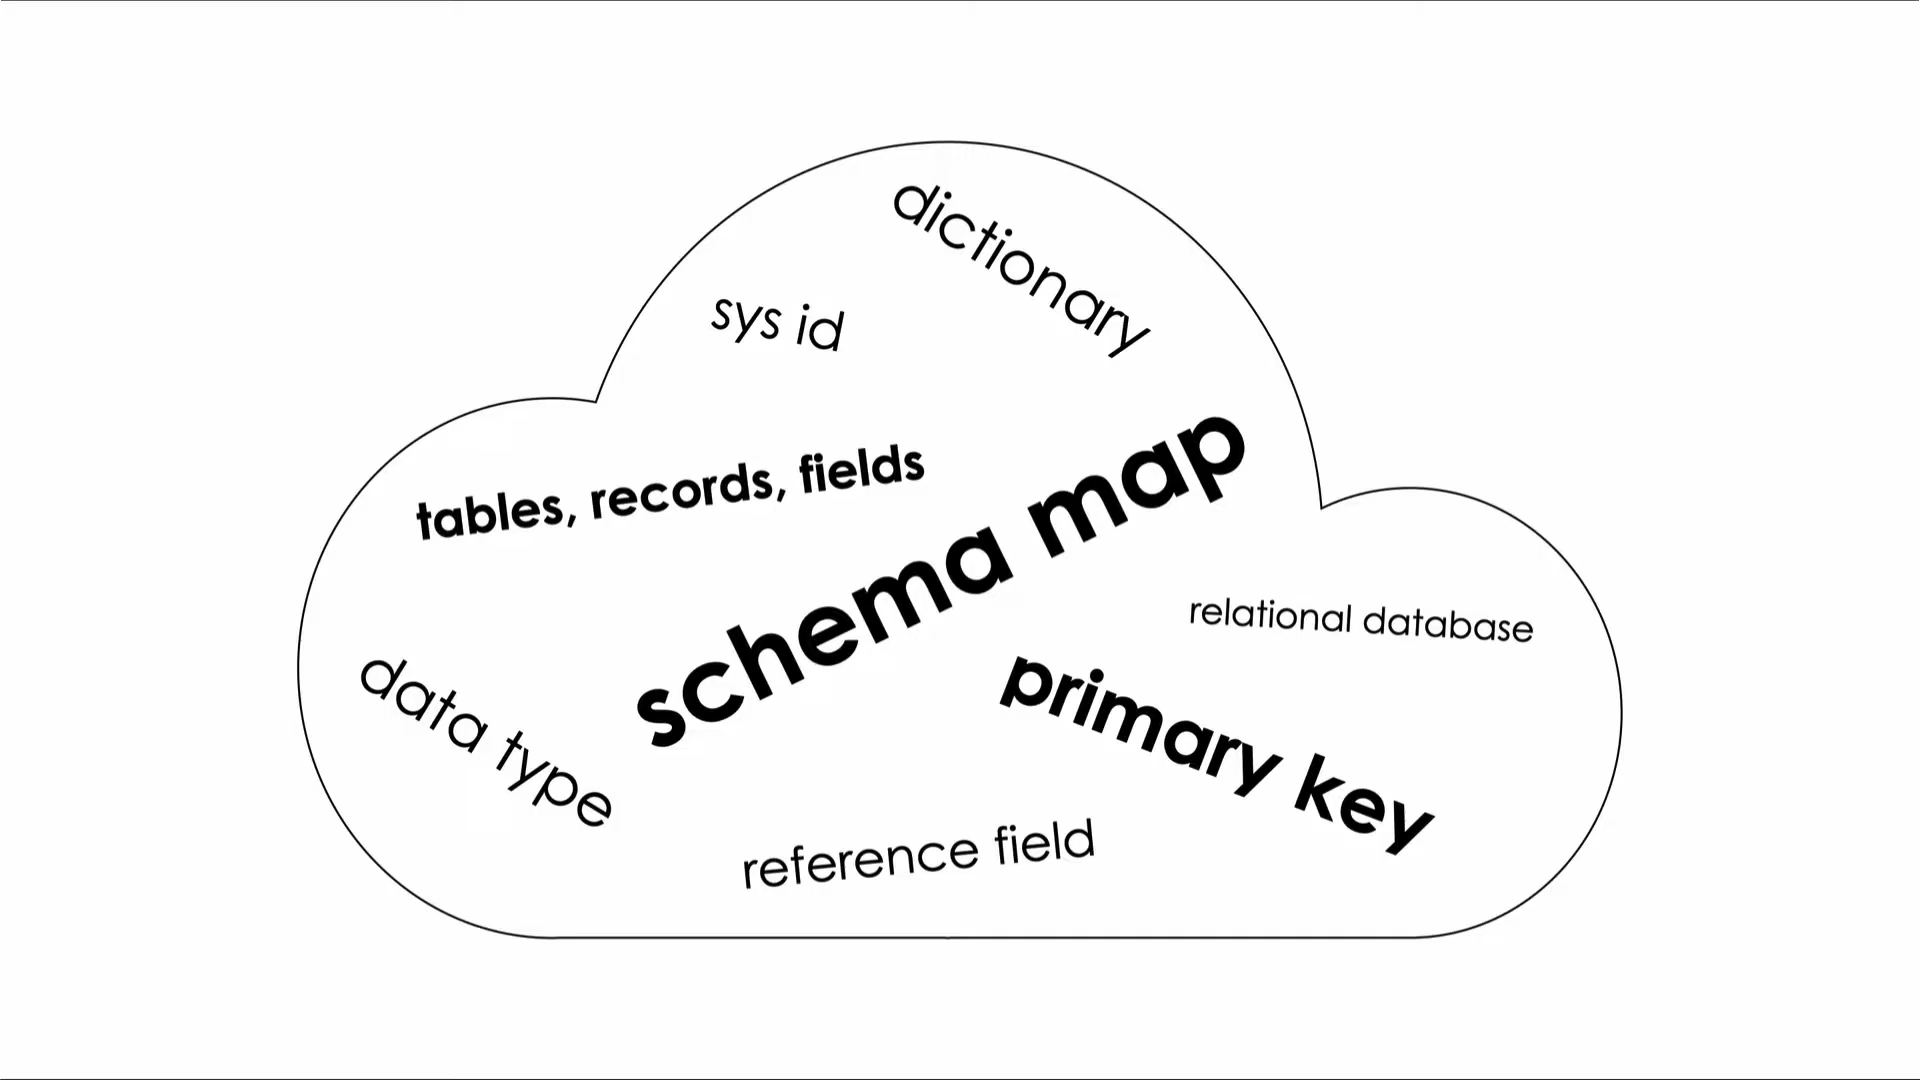 dictionary
sys id
tables, records, fields
schema map
relational database
data type
primary key
reference field